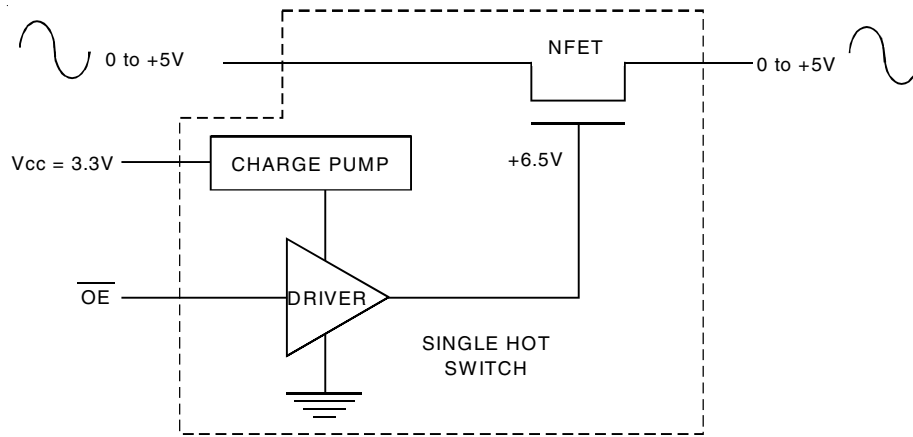 NFET
0 to +5V
0 to +5V
Vcc = 3.3V
CHARGE PUMP
+6.5V
OE
DRIVER
SINGLE HOT
SWITCH